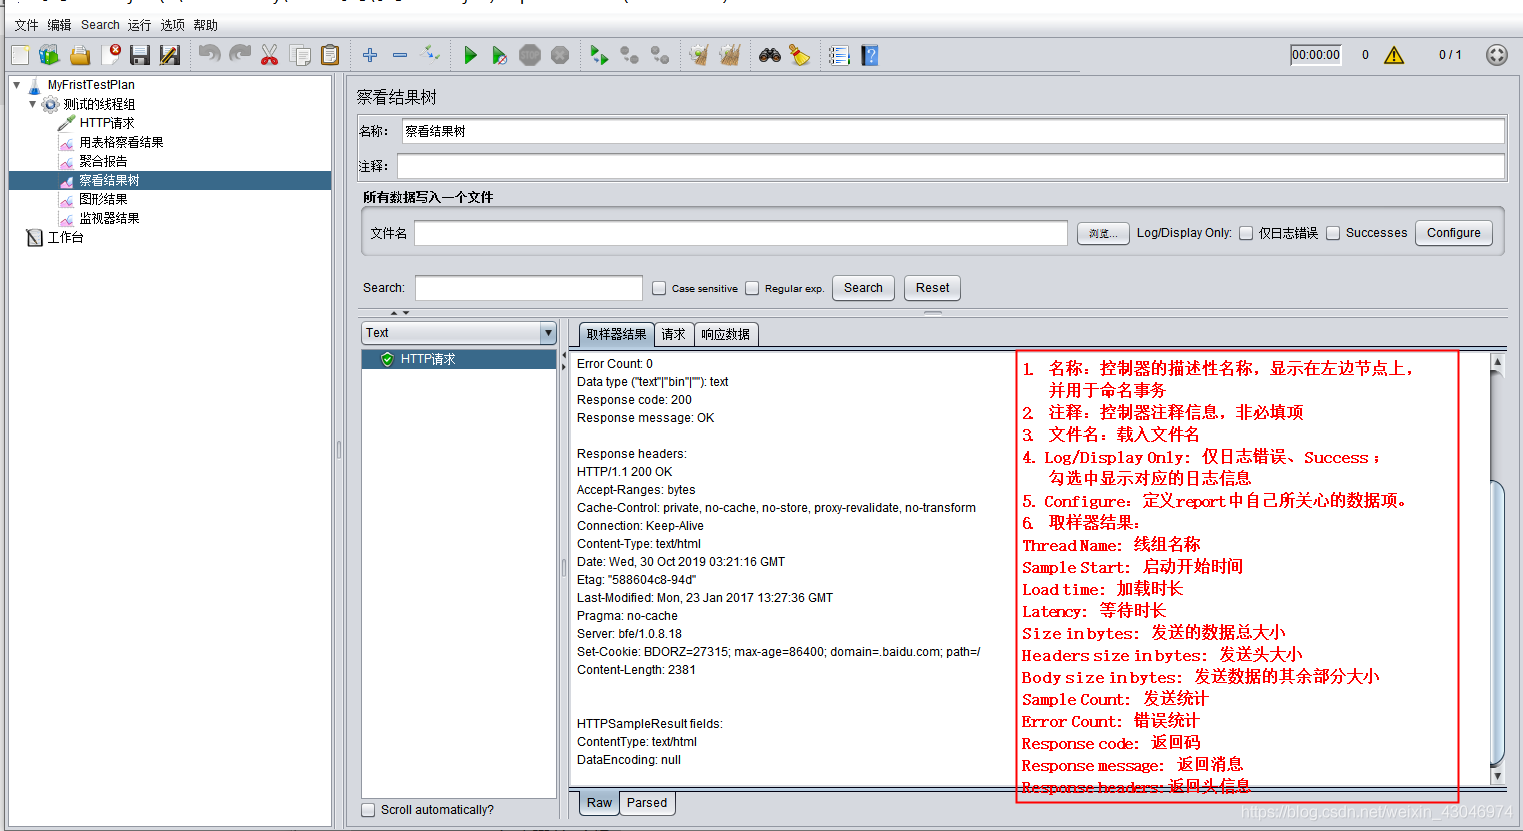 文件 编辑 Search 运行 选项 帮助
00:00:00 0 0 / 1
MyFristTestPlan
测试的线程组
HTTP请求
用表格察看结果
聚合报告
察看结果树
图形结果
监视器结果
工作台
察看结果树
名称: 察看结果树
注释:
所有数据写入一个文件
文件名 浏览... Log/Display Only: 仅日志错误 Successes Configure
Search: Case sensitive Regular exp. Search Reset
Text
HTTP请求
Scroll automatically?
取样器结果 请求 响应数据
Error Count: 0
Data type ("text"|"bin"|""): text
Response code: 200
Response message: OK
Response headers:
HTTP/1.1 200 OK
Accept-Ranges: bytes
Cache-Control: private, no-cache, no-store, proxy-revalidate, no-transform
Connection: Keep-Alive
Content-Type: text/html
Date: Wed, 30 Oct 2019 03:21:16 GMT
Etag: "588604c8-94d"
Last-Modified: Mon, 23 Jan 2017 13:27:36 GMT
Pragma: no-cache
Server: bfe/1.0.8.18
Set-Cookie: BDORZ=27315; max-age=86400; domain=.baidu.com; path=/
Content-Length: 2381
HTTPSampleResult fields:
ContentType: text/html
DataEncoding: null
Raw Parsed
1. 名称: 控制器的描述性名称, 显示在左边节点上,
并用于命名事务
2. 注释: 控制器注释信息, 非必填项
3. 文件名: 载入文件名
4. Log/Display Only: 仅日志错误、Success ;
勾选中显示对应的日志信息
5. Configure: 定义report中自己所关心的数据项。
6. 取样器结果:
Thread Name: 线组名称
Sample Start: 启动开始时间
Load time: 加载时长
Latency: 等待时长
Size in bytes: 发送的数据总大小
Headers size in bytes: 发送头大小
Body size in bytes: 发送数据的其余部分大小
Sample Count: 发送统计
Error Count: 错误统计
Response code: 返回码
Response message: 返回消息
Response headers: 返回头信息
https://blog.csdn.net/weixin_43046974